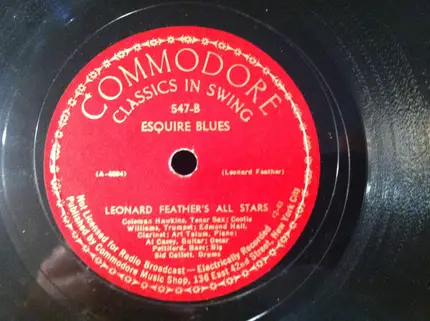 COMMODORE
CLASSICS IN SWING
547-B
ESQUIRE BLUES
(A-4694) (Leonard Feather)
LEONARD FEATHER'S ALL STARS
Coleman Hawkins, Tenor Sax; Cootie
Williams, Trumpet; Edmond Hall,
Clarinet; Art Tatum, Piano;
Al Casey, Guitar; Oscar
Pettiford, Bass; Big
Sid Catlett, Drums
Not Licensed for Radio Broadcast — Electrically Recorded
Published by Commodore Music Shop, 136 East 42nd Street, New York City